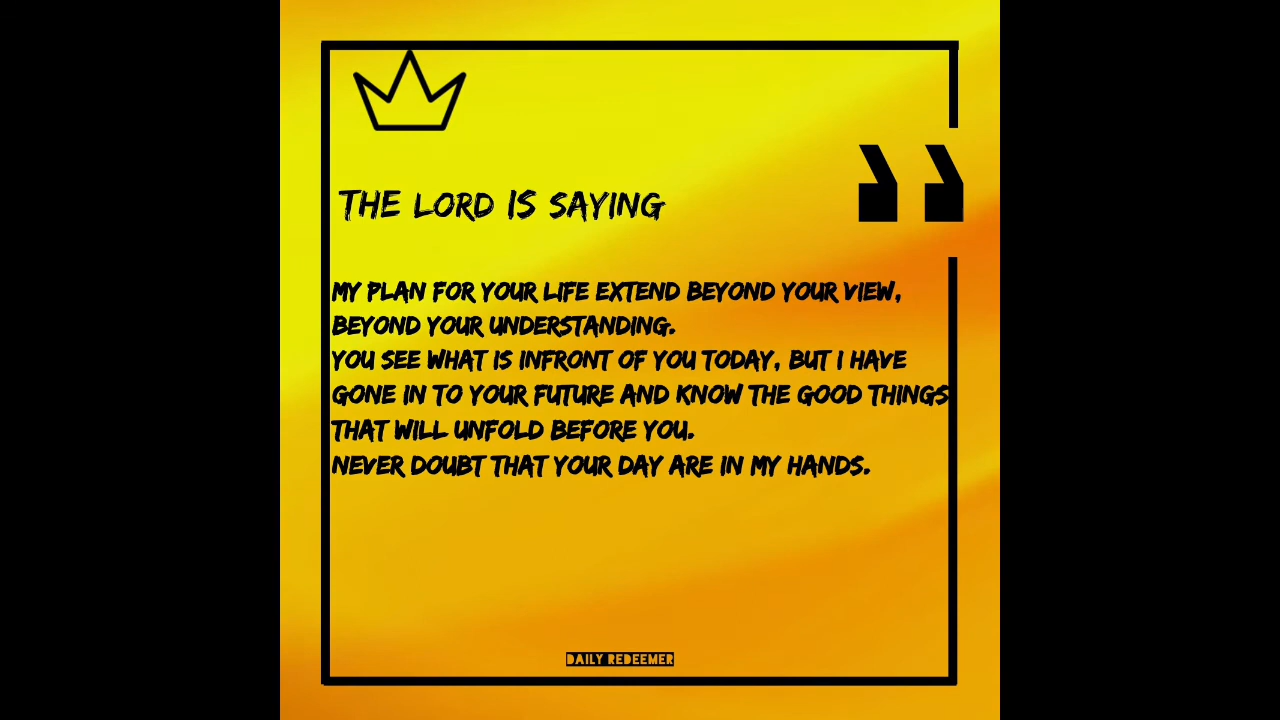 THE LORD IS SAYING
MY PLAN FOR YOUR LIFE EXTEND BEYOND YOUR VIEW,
BEYOND YOUR UNDERSTANDING.
YOU SEE WHAT IS INFRONT OF YOU TODAY, BUT I HAVE
GONE IN TO YOUR FUTURE AND KNOW THE GOOD THINGS
THAT WILL UNFOLD BEFORE YOU.
NEVER DOUBT THAT YOUR DAY ARE IN MY HANDS.
DAILY REDEEMER